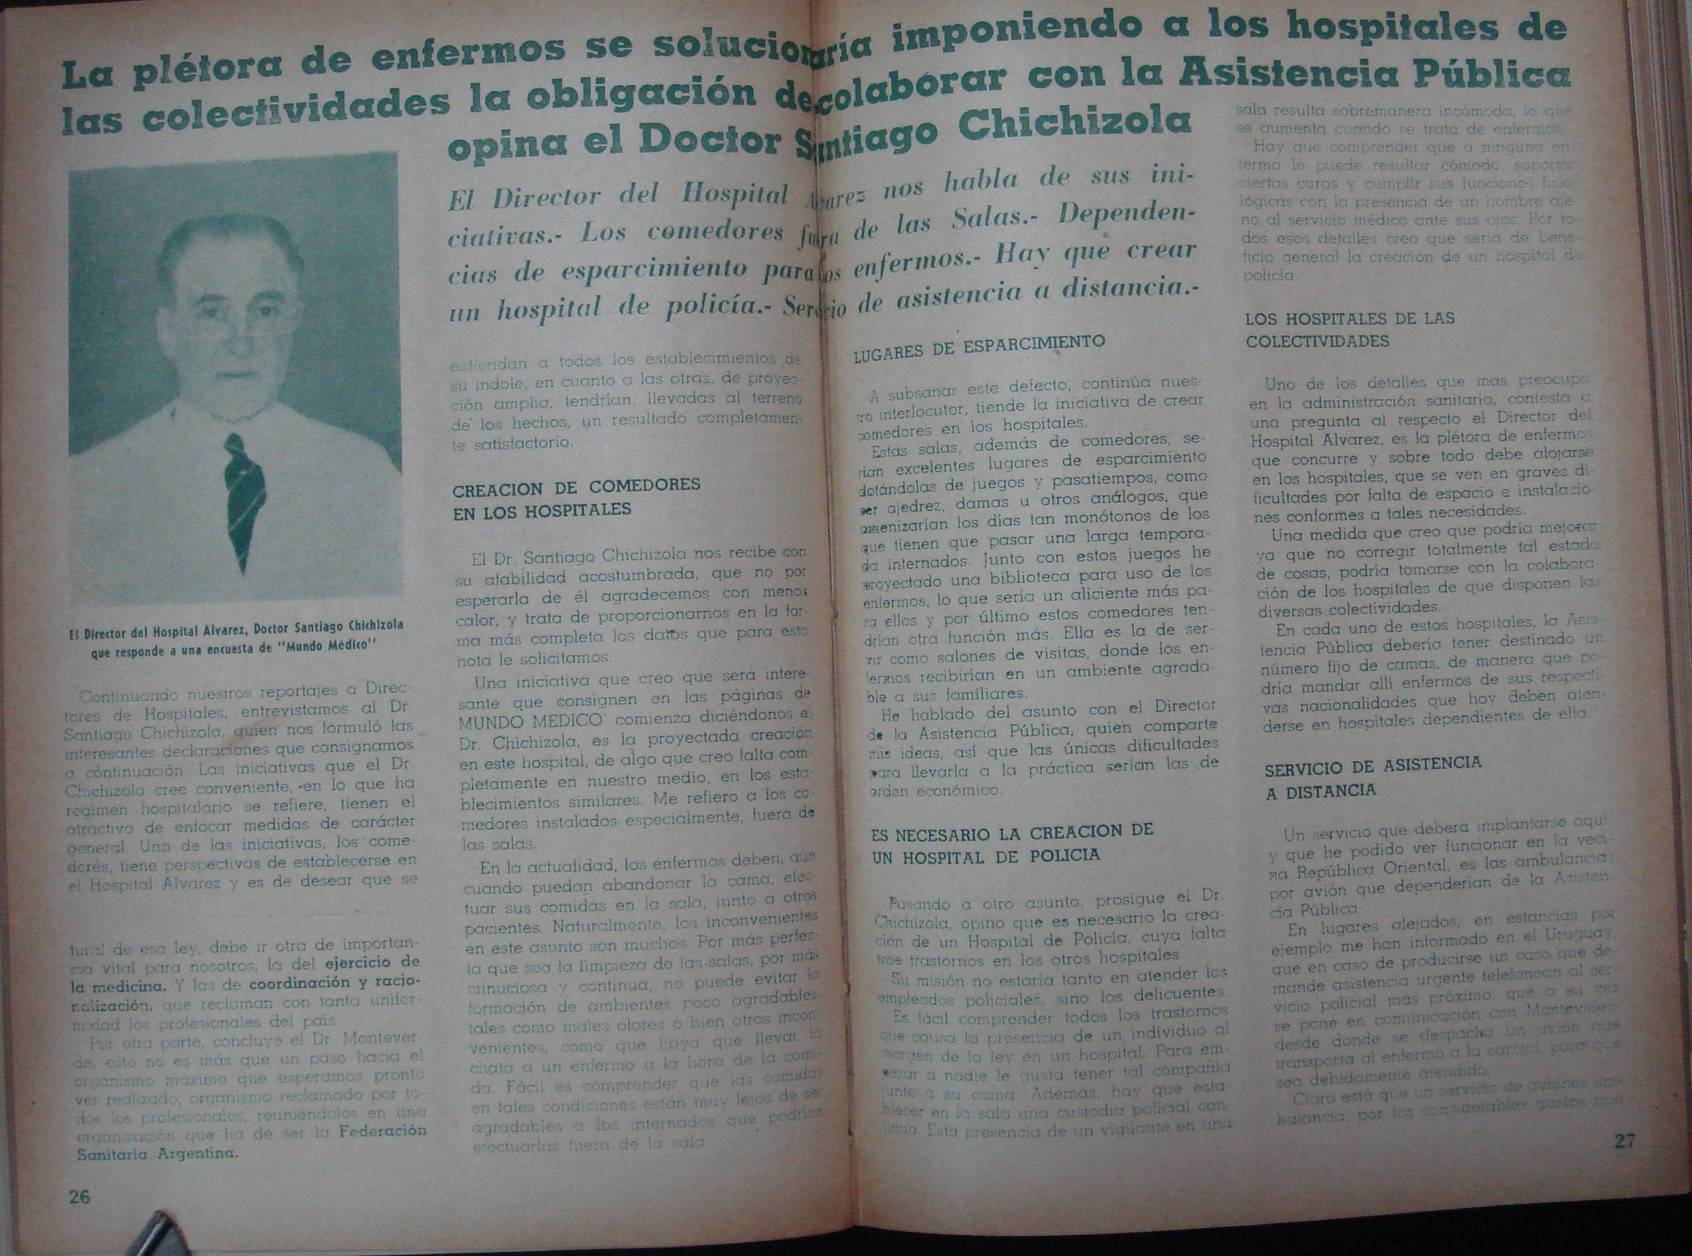 La plétora de enfermos se solucionaría imponiendo a los hospitales de
las colectividades la obligación de colaborar con la Asistencia Pública
opina el Doctor Santiago Chichizola
El Director del Hospital Alvarez nos habla de sus ini-
ciativas.- Los comedores fuera de las Salas.- Dependen-
cias de esparcimiento para los enfermos.- Hay que crear
un hospital de policía.- Servicio de asistencia a distancia.-
El Director del Hospital Alvarez, Doctor Santiago Chichizola
que responde a una encuesta de "Mundo Médico"
Continuando nuestros reportajes a Direc-
tores de Hospitales, entrevistamos al Dr.
Santiago Chichizola, quien nos formuló las
interesantes declaraciones que consignamos
a continuación. Las iniciativas que el Dr.
Chichizola cree conveniente, en lo que ha
régimen hospitalario se refiere, tienen el
atractivo de enfocar medidas de carácter
general. Una de las iniciativas, los come-
dores, tiene perspectivas de establecerse en
el Hospital Alvarez y es de desear que se
tural de esa ley, debe ir otra de importan-
cia vital para nosotros, la del ejercicio de
la medicina. Y las de coordinación y racio-
nalización, que reclaman con tanta unifor-
midad los profesionales del país.
Por otra parte, concluye el Dr. Montever-
de, esto no es más que un paso hacia el
organismo máximo que esperamos pronto
ver realizado, organismo reclamado por to-
dos los profesionales, reuniéndolos en una
organización que ha de ser la Federación
Sanitaria Argentina.
26
extiendan a todos los establecimientos de
su índole, en cuanto a las otras, de proyec-
ción amplia, tendrían, llevadas al terreno
de los hechos, un resultado completamen-
te satisfactorio.
CREACION DE COMEDORES
EN LOS HOSPITALES
El Dr. Santiago Chichizola nos recibe con
su afabilidad acostumbrada, que no por
esperarla de él agradecemos con menos
calor, y trata de proporcionarnos en la for-
ma más completa los datos que para esta
nota le solicitamos.
Una iniciativa que creo que será intere-
sante que consignen en las páginas de
MUNDO MEDICO comienza diciéndonos el
Dr. Chichizola, es la proyectada creación
en este hospital, de algo que creo falta com-
pletamente en nuestro medio, en los esta-
blecimientos similares. Me refiero a los co-
medores instalados especialmente, fuera de
las salas.
En la actualidad, los enfermos deben, aún
cuando puedan abandonar la cama, efec-
tuar sus comidas en la sala, junto a otros
pacientes. Naturalmente, los inconvenientes
en este asunto son muchos. Por más perfec-
ta que sea la limpieza de las salas, por más
minuciosa y continua, no puede evitar la
formación de ambientes poco agradables
tales como males olores o bien otros incon-
venientes, como que haya que llevar la
chata a un enfermo a la hora de la comi-
da. Fácil es comprender que las comidas
en tales condiciones están muy lejos de ser
agradables a los internados que podrían
efectuarlas fuera de la sala.
LUGARES DE ESPARCIMIENTO
A subsanar este defecto, continúa nues-
tro interlocutor, tiende la iniciativa de crear
comedores en los hospitales.
Estas salas, además de comedores, se-
rían excelentes lugares de esparcimiento
dotándolas de juegos y pasatiempos, como
ser ajedrez, damas u otros análogos, que
amenizarían los días tan monótonos de los
que tienen que pasar una larga tempora-
da internados. Junto con estos juegos he
proyectado una biblioteca para uso de los
enfermos, lo que sería un aliciente más pa-
ra ellos y por último estos comedores ten-
drían otra función más. Ella es la de ser-
vir como salones de visitas, donde los en-
fermos recibirían en un ambiente agrada-
ble a sus familiares.
He hablado del asunto con el Director
de la Asistencia Pública, quien comparte
mis ideas, así que las únicas dificultades
para llevarla a la práctica serían las de
orden económico.
ES NECESARIO LA CREACION DE
UN HOSPITAL DE POLICIA
Pasando a otro asunto, prosigue el Dr.
Chichizola, opino que es necesario la crea-
ción de un Hospital de Policía, cuya falta
trae trastornos en los otros hospitales.
Su misión no estaría tanto en atender los
empleados policiales, sino los delicuentes.
Es fácil comprender todos los trastornos
que causa la presencia de un individuo al
margen de la ley en un hospital. Para em-
pezar a nadie le gusta tener tal compañía
junto a su cama. Además, hay que esta-
blecer en la sala una custodia policial con-
tinua. Esta presencia de un vigilante en una
sala resulta sobremanera incómoda, lo que
se aumenta cuando se trata de enfermas.
Hay que comprender que a ninguna en-
ferma le puede resultar cómodo, soportar
ciertas curas y cumplir sus funciones fisio-
lógicas con la presencia de un hombre aje-
no al servicio médico ante sus ojos. Por to-
dos esos detalles creo que sería de bene-
ficio general la creación de un hospital de
policía.
LOS HOSPITALES DE LAS
COLECTIVIDADES
Uno de los detalles que más preocupa
en la administración sanitaria, contesta a
una pregunta al respecto el Director del
Hospital Alvarez, es la plétora de enfermos
que concurre y sobre todo debe alojarse
en los hospitales, que se ven en graves di-
ficultades por falta de espacio e instalacio-
nes conformes a tales necesidades.
Una medida que creo que podría mejorar
ya que no corregir totalmente tal estado
de cosas, podría tomarse con la colabora-
ción de los hospitales de que disponen las
diversas colectividades.
En cada uno de estos hospitales, la Asis-
tencia Pública debería tener destinado un
número fijo de camas, de manera que po-
dría mandar allí enfermos de sus respecti-
vas nacionalidades que hoy deben aten-
derse en hospitales dependientes de ella.
SERVICIO DE ASISTENCIA
A DISTANCIA
Un servicio que debera implantarse aquí,
y que he podido ver funcionar en la veci-
na República Oriental, es las ambulancias
por avión que dependerían de la Asisten-
cia Pública.
En lugares alejados, en estancias por
ejemplo me han informado en el Uruguay,
que en caso de producirse un caso que de-
mande asistencia urgente telefonean al ser-
vicio policial más próximo, que a su vez
se pone en comunicación con Montevideo,
desde donde se despacha un avión que
transporta al enfermo a la capital, para que
sea debidamente atendido.
Claro está que un servicio de aviones am-
bulancia, por los considerables gastos que
27